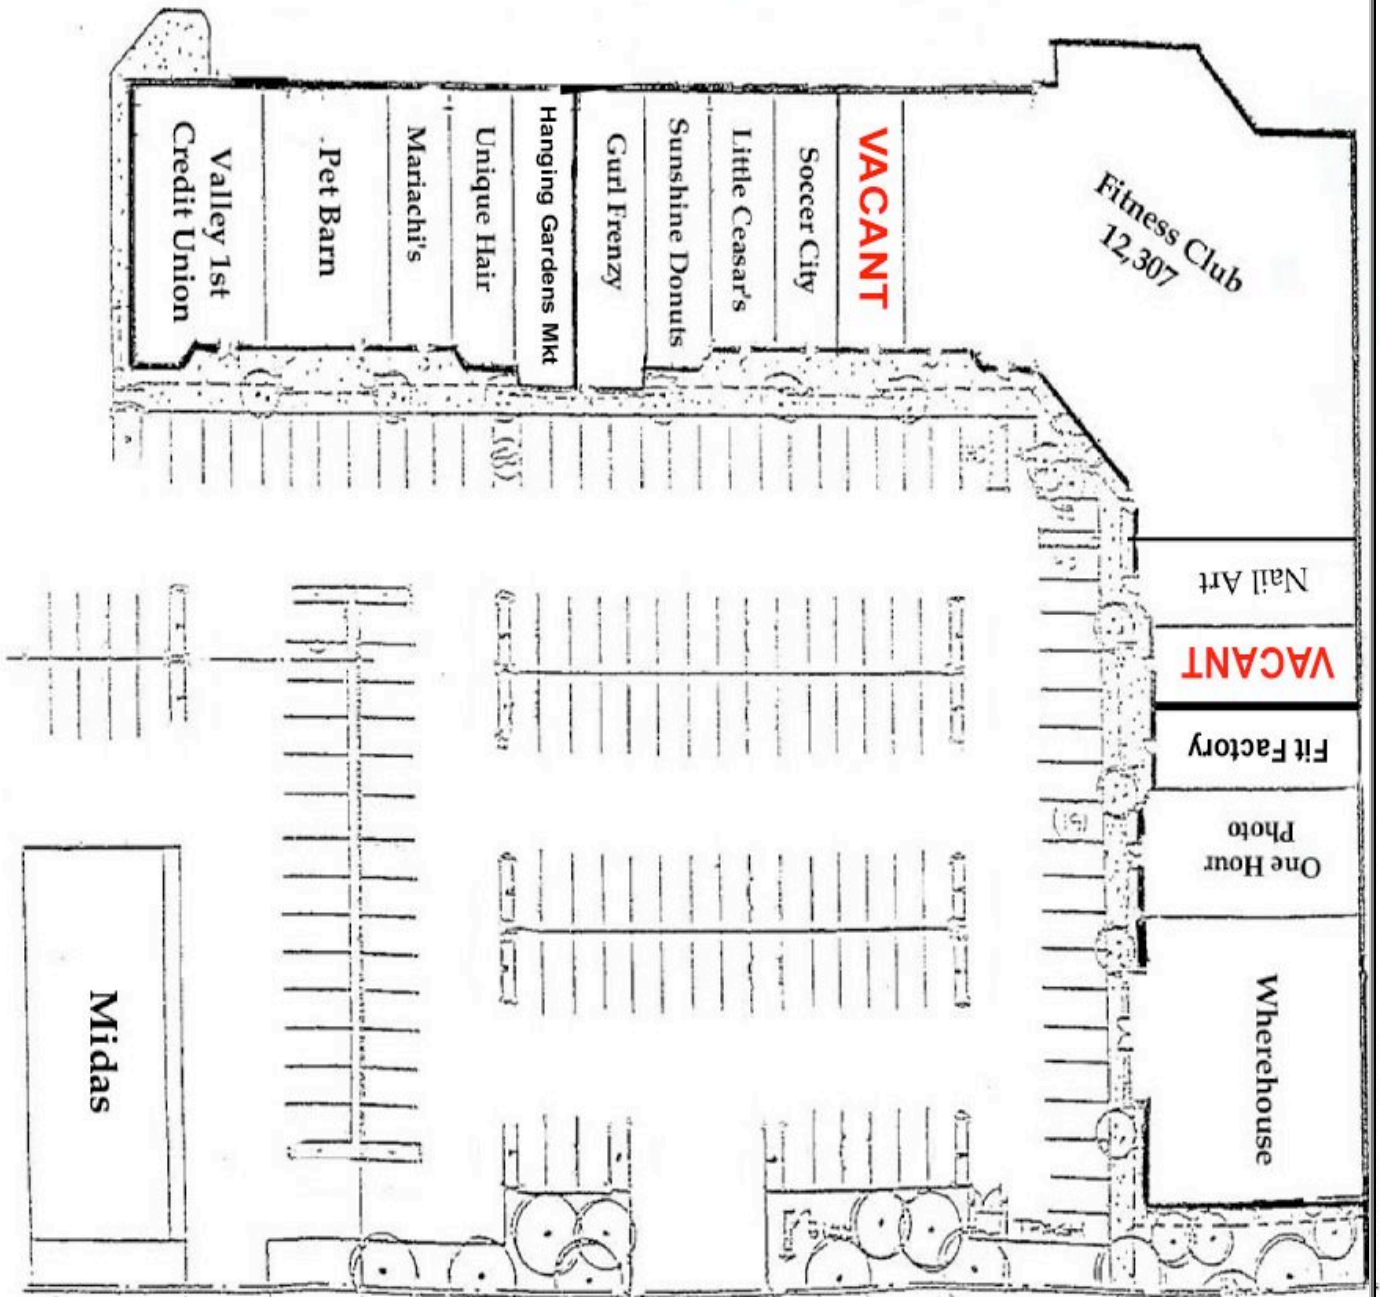 Valley 1st
Credit Union
Pet Barn
Mariachi's
Unique Hair
Hanging Gardens Mkt
Gurl Frenzy
Sunshine Donuts
Little Ceasar's
Soccer City
VACANT
Fitness Club
12,307
Nail Art
VACANT
Fit Factory
One Hour
Photo
Wherehouse
Midas